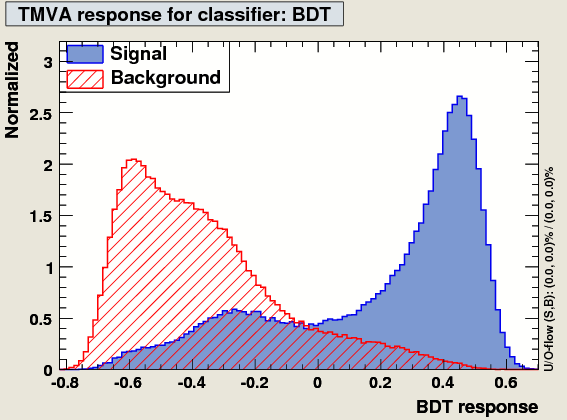 TMVA response for classifier: BDT
Normalized
Signal
Background
3
2.5
2
1.5
1
0.5
0
-0.8 -0.6 -0.4 -0.2 0 0.2 0.4 0.6
BDT response
U/O-flow (S,B): (0.0, 0.0)% / (0.0, 0.0)%